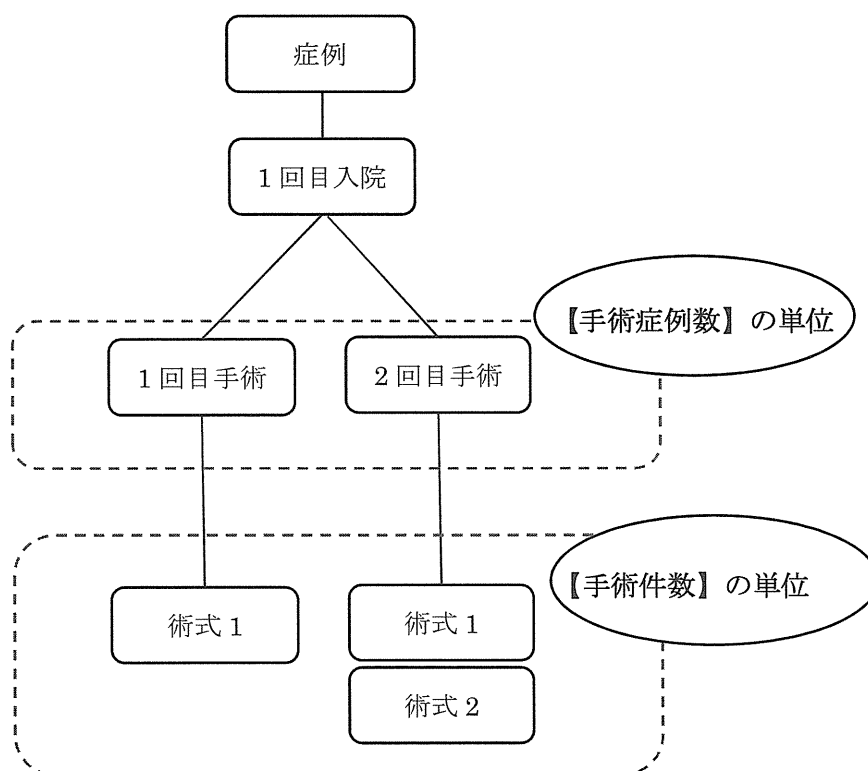 症例
1回目入院
【手術症例数】の単位
1回目手術
2回目手術
【手術件数】の単位
術式1
術式1
術式2